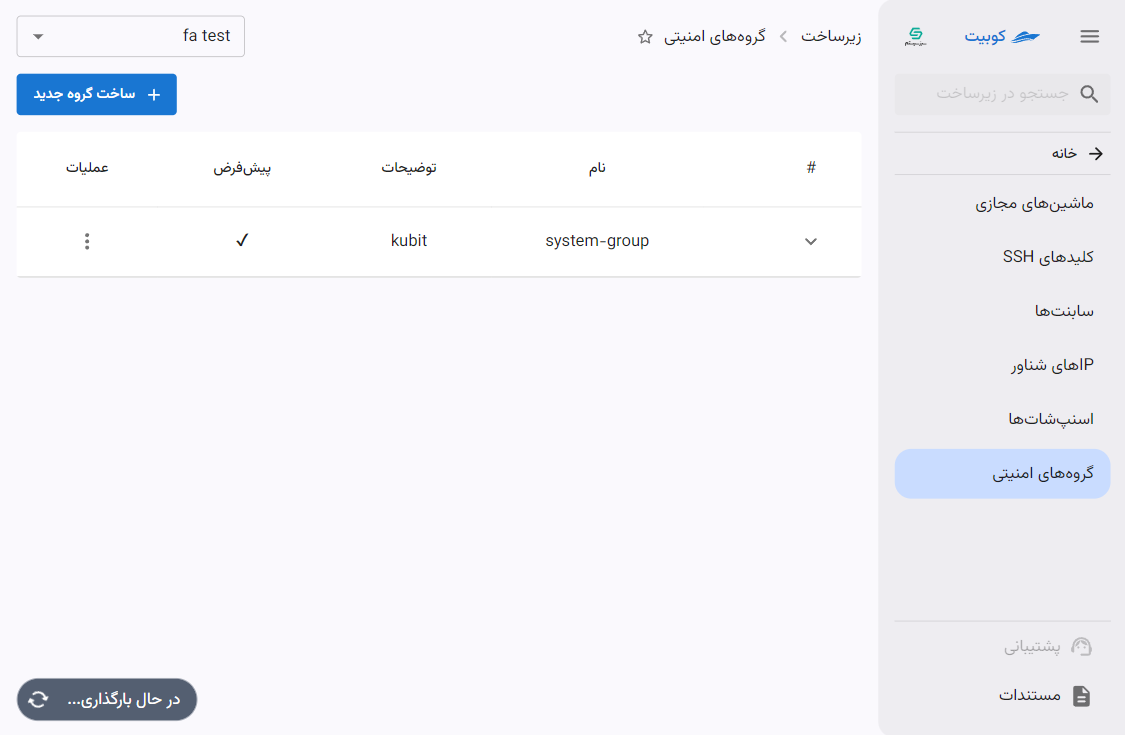 کوبیت
جستجو در زیرساخت
خانه
ماشین‌های مجازی
کلیدهای SSH
سابنت‌ها
IPهای شناور
اسنپ‌شات‌ها
گروه‌های امنیتی
پشتیبانی
مستندات
زیرساخت
گروه‌های امنیتی
fa test
ساخت گروه جدید
# نام توضیحات پیش‌فرض عملیات
system-group kubit ✓
در حال بارگذاری...